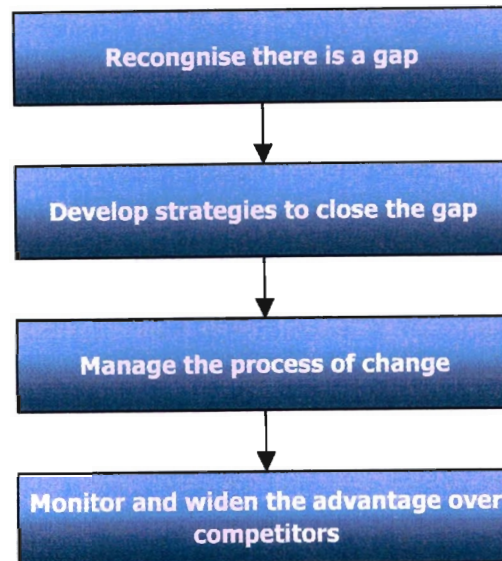 Recongnise there is a gap
Develop strategies to close the gap
Manage the process of change
Monitor and widen the advantage over
competitors